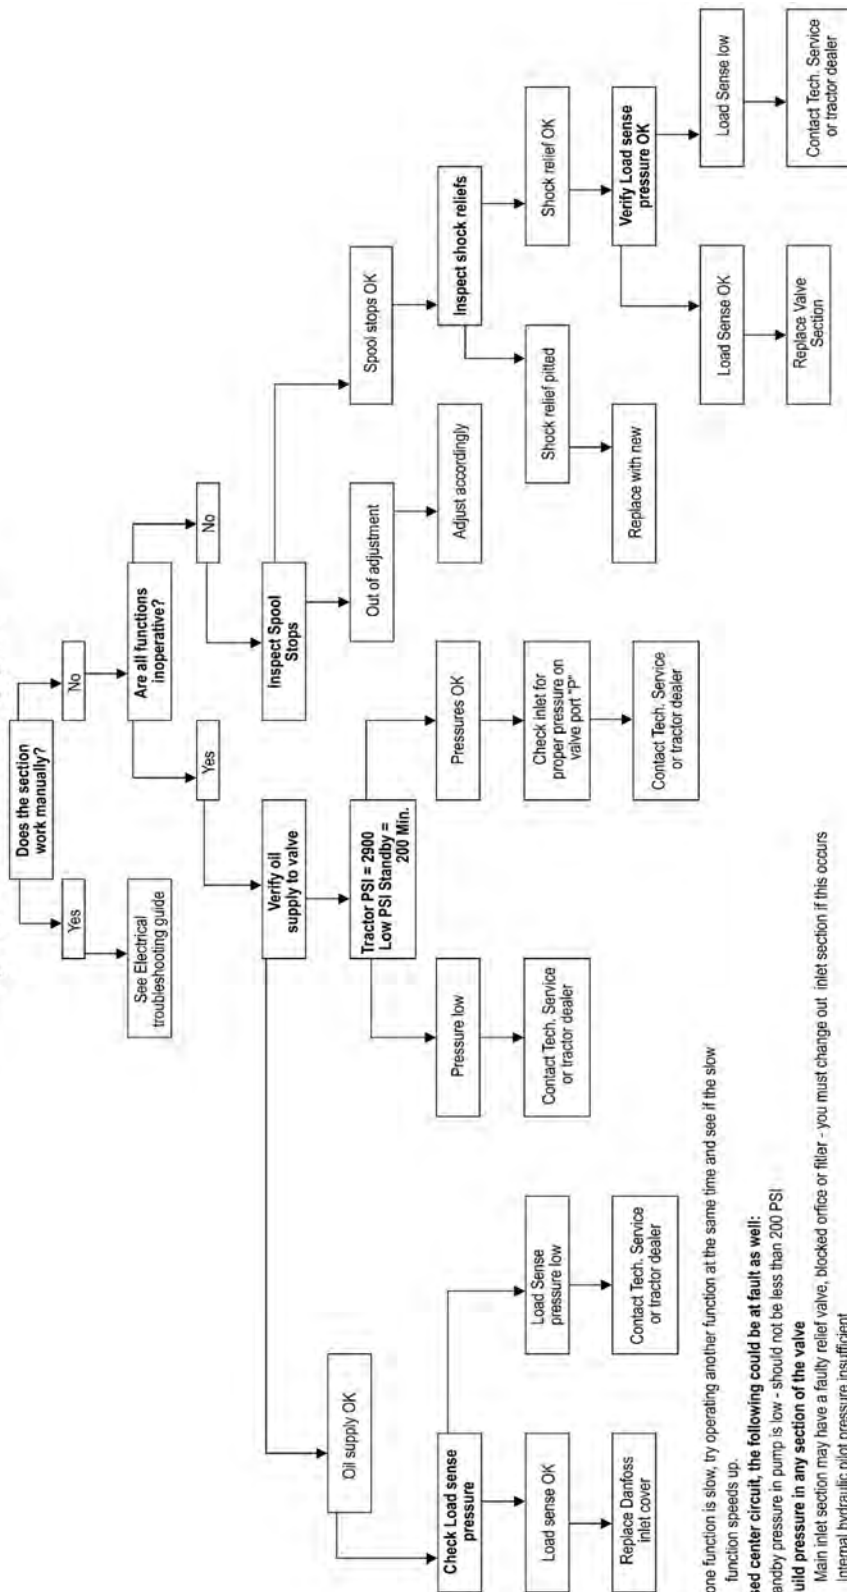 Does the section
work manually?
Yes
No
See Electrical
troubleshooting guide
Are all functions
inoperative?
Yes
No
Verify oil
supply to valve
Inspect Spool
Stops
Oil supply OK
Tractor PSI = 2900
Low PSI Standby =
200 Min.
Out of adjustment
Spool stops OK
Check Load sense
pressure
Pressure low
Pressures OK
Adjust accordingly
Inspect shock reliefs
Load sense OK
Load Sense
pressure low
Contact Tech. Service
or tractor dealer
Check inlet for
proper pressure on
valve port "P"
Shock relief pitted
Shock relief OK
Replace Danfoss
inlet cover
Contact Tech. Service
or tractor dealer
Contact Tech. Service
or tractor dealer
Replace with new
Verify Load sense
pressure OK
Load Sense OK
Load Sense low
Replace Valve
Section
Contact Tech. Service
or tractor dealer
one function is slow, try operating another function at the same time and see if the slow
function speeds up.
center circuit, the following could be at fault as well:
pressure in pump is low - should not be less than 200 PSI
pressure in any section of the valve
Main inlet section may have a faulty relief valve, blocked orfice or fitler - you must change out inlet section if this occurs
Internal hydraulic pilot pressure insufficient